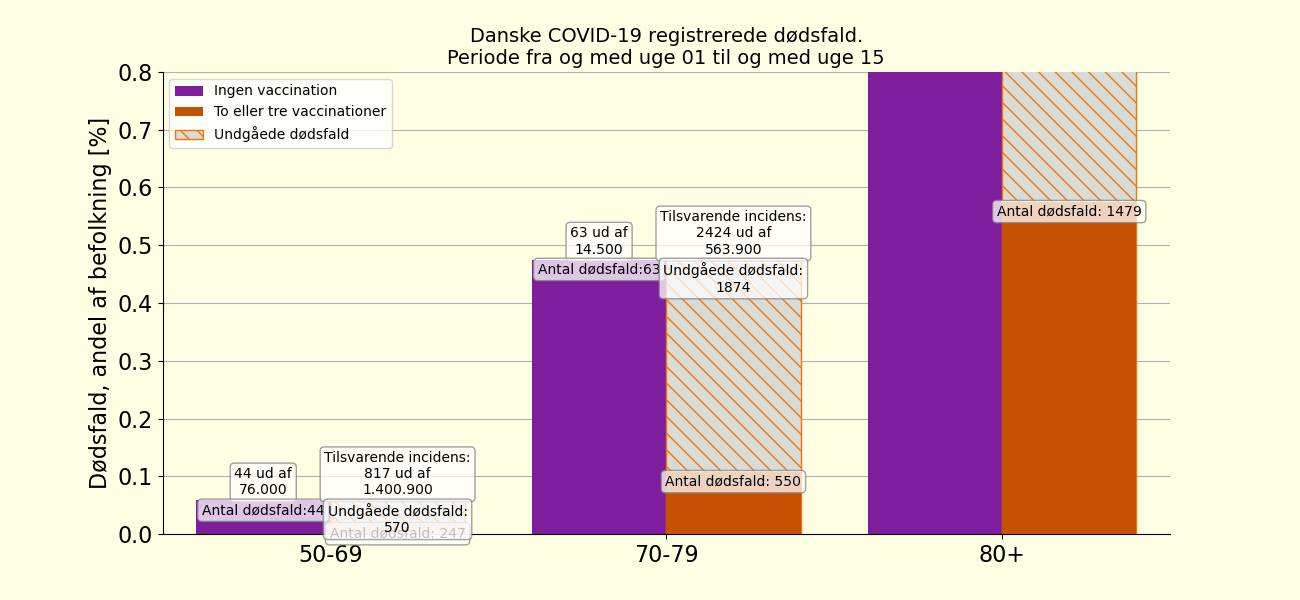 Danske COVID-19 registrerede dødsfald.
Periode fra og med uge 01 til og med uge 15
Dødsfald, andel af befolkning [%]
0.8
0.7
0.6
0.5
0.4
0.3
0.2
0.1
0.0
Ingen vaccination
To eller tre vaccinationer
Undgåede dødsfald
44 ud af
76.000
Antal dødsfald:44
Tilsvarende incidens:
817 ud af
1.400.900
Undgåede dødsfald:
570
Antal dødsfald: 247
63 ud af
14.500
Antal dødsfald:63
Tilsvarende incidens:
2424 ud af
563.900
Undgåede dødsfald:
1874
Antal dødsfald: 550
Antal dødsfald: 1479
50-69
70-79
80+